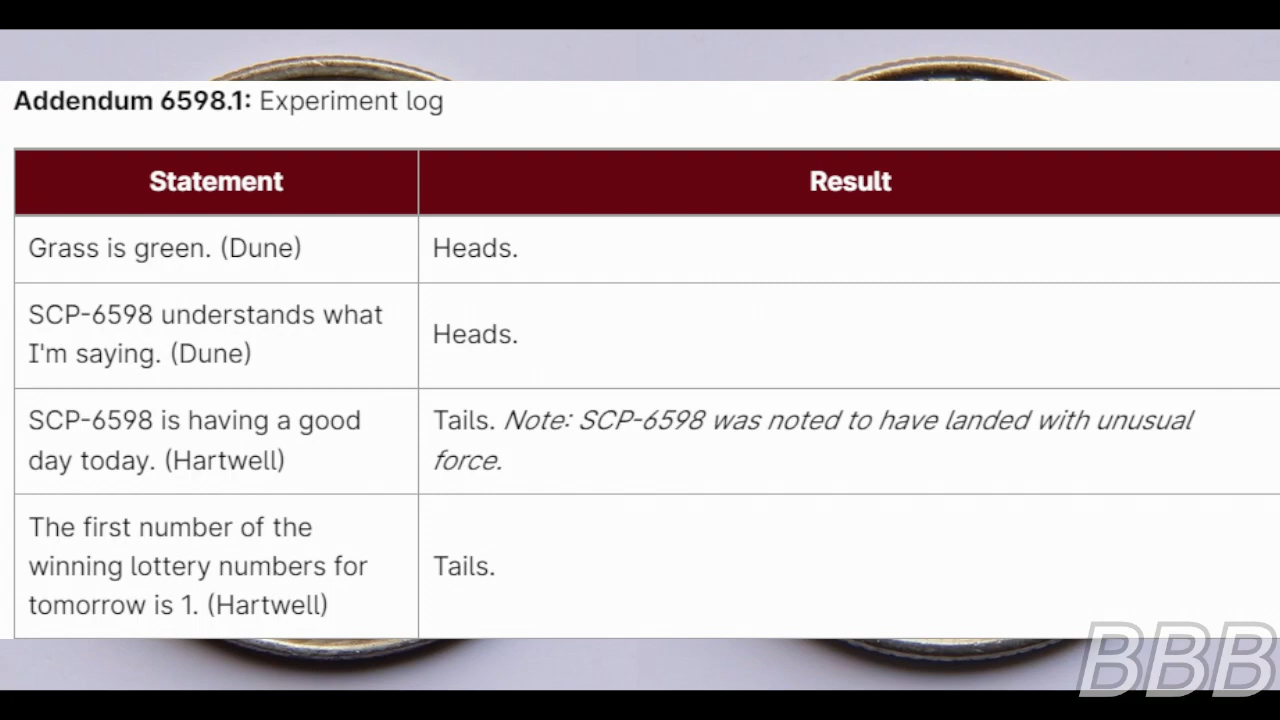 Addendum 6598.1: Experiment log
Statement
Result
Grass is green. (Dune)
Heads.
SCP-6598 understands what
I'm saying. (Dune)
Heads.
SCP-6598 is having a good
day today. (Hartwell)
Tails. Note: SCP-6598 was noted to have landed with unusual
force.
The first number of the
winning lottery numbers for
tomorrow is 1. (Hartwell)
Tails.
BBB